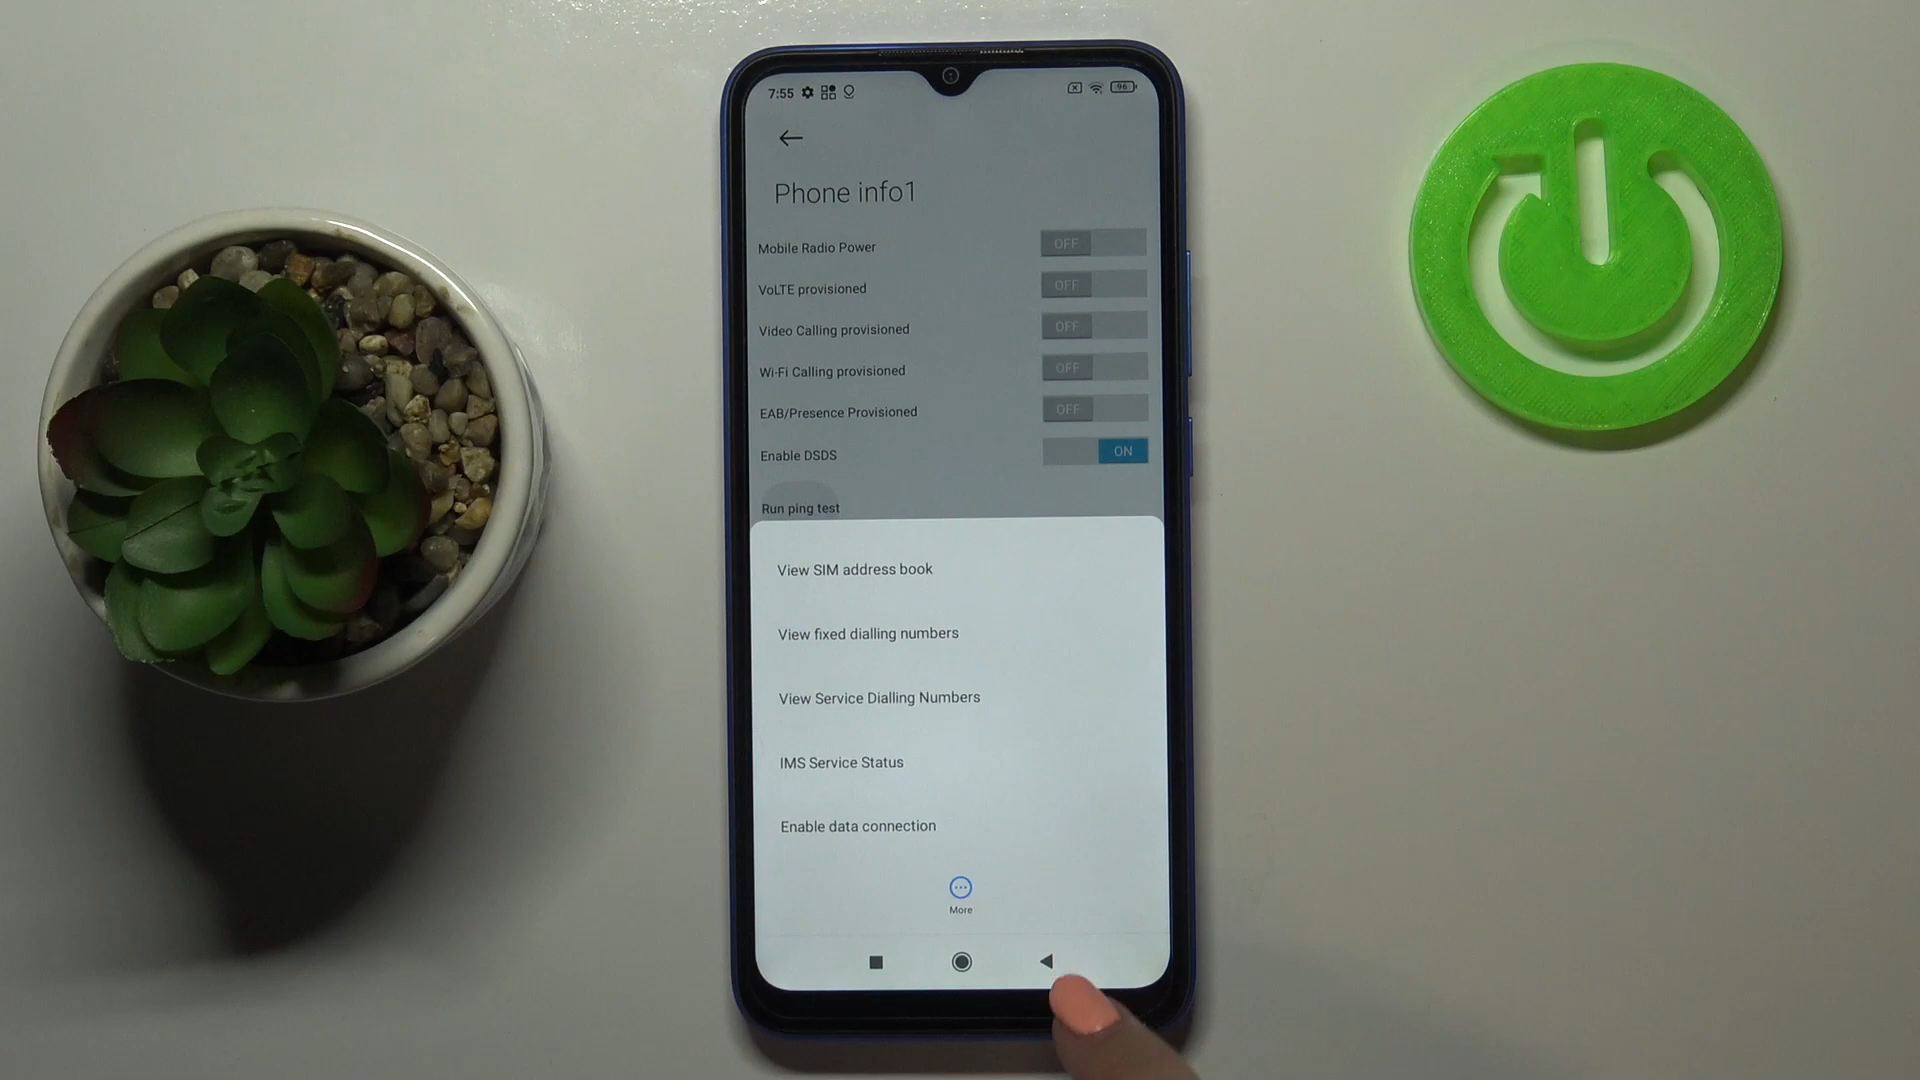 7:55
96
Phone info1
Mobile Radio Power OFF
VoLTE provisioned OFF
Video Calling provisioned OFF
Wi-Fi Calling provisioned OFF
EAB/Presence Provisioned OFF
Enable DSDS ON
Run ping test
View SIM address book
View fixed dialling numbers
View Service Dialling Numbers
IMS Service Status
Enable data connection
More